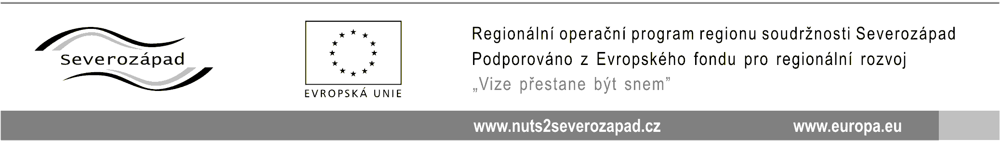 Severozápad
EVROPSKÁ UNIE
Regionální operační program regionu soudržnosti Severozápad
Podporováno z Evropského fondu pro regionální rozvoj
„Vize přestane být snem”
www.nuts2severozapad.cz
www.europa.eu